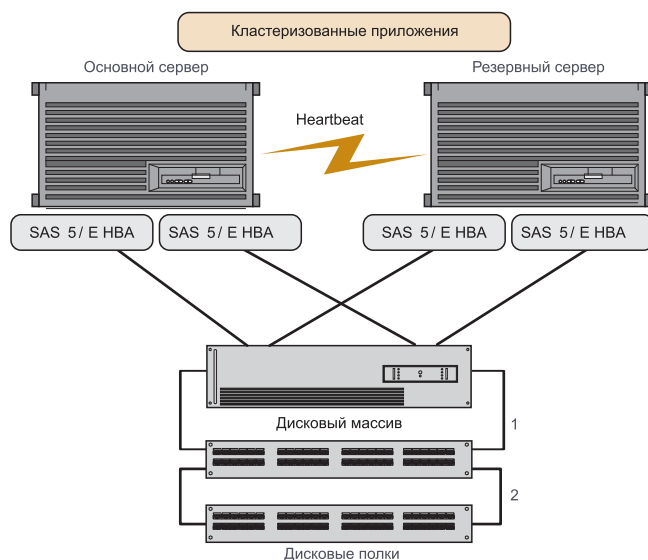 Кластеризованные приложения
Основной сервер
Резервный сервер
Heartbeat
SAS 5/ E HBA
SAS 5/ E HBA
SAS 5/ E HBA
SAS 5/ E HBA
Дисковый массив
1
2
Дисковые полки